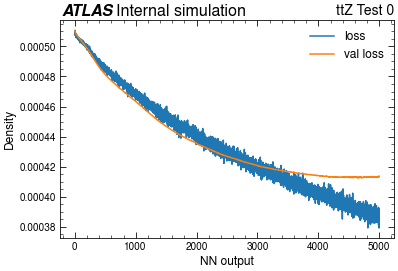 ATLAS Internal simulation
ttZ Test 0
loss
val loss
0.00050
0.00048
0.00046
0.00044
0.00042
0.00040
0.00038
Density
0
1000
2000
3000
4000
5000
NN output